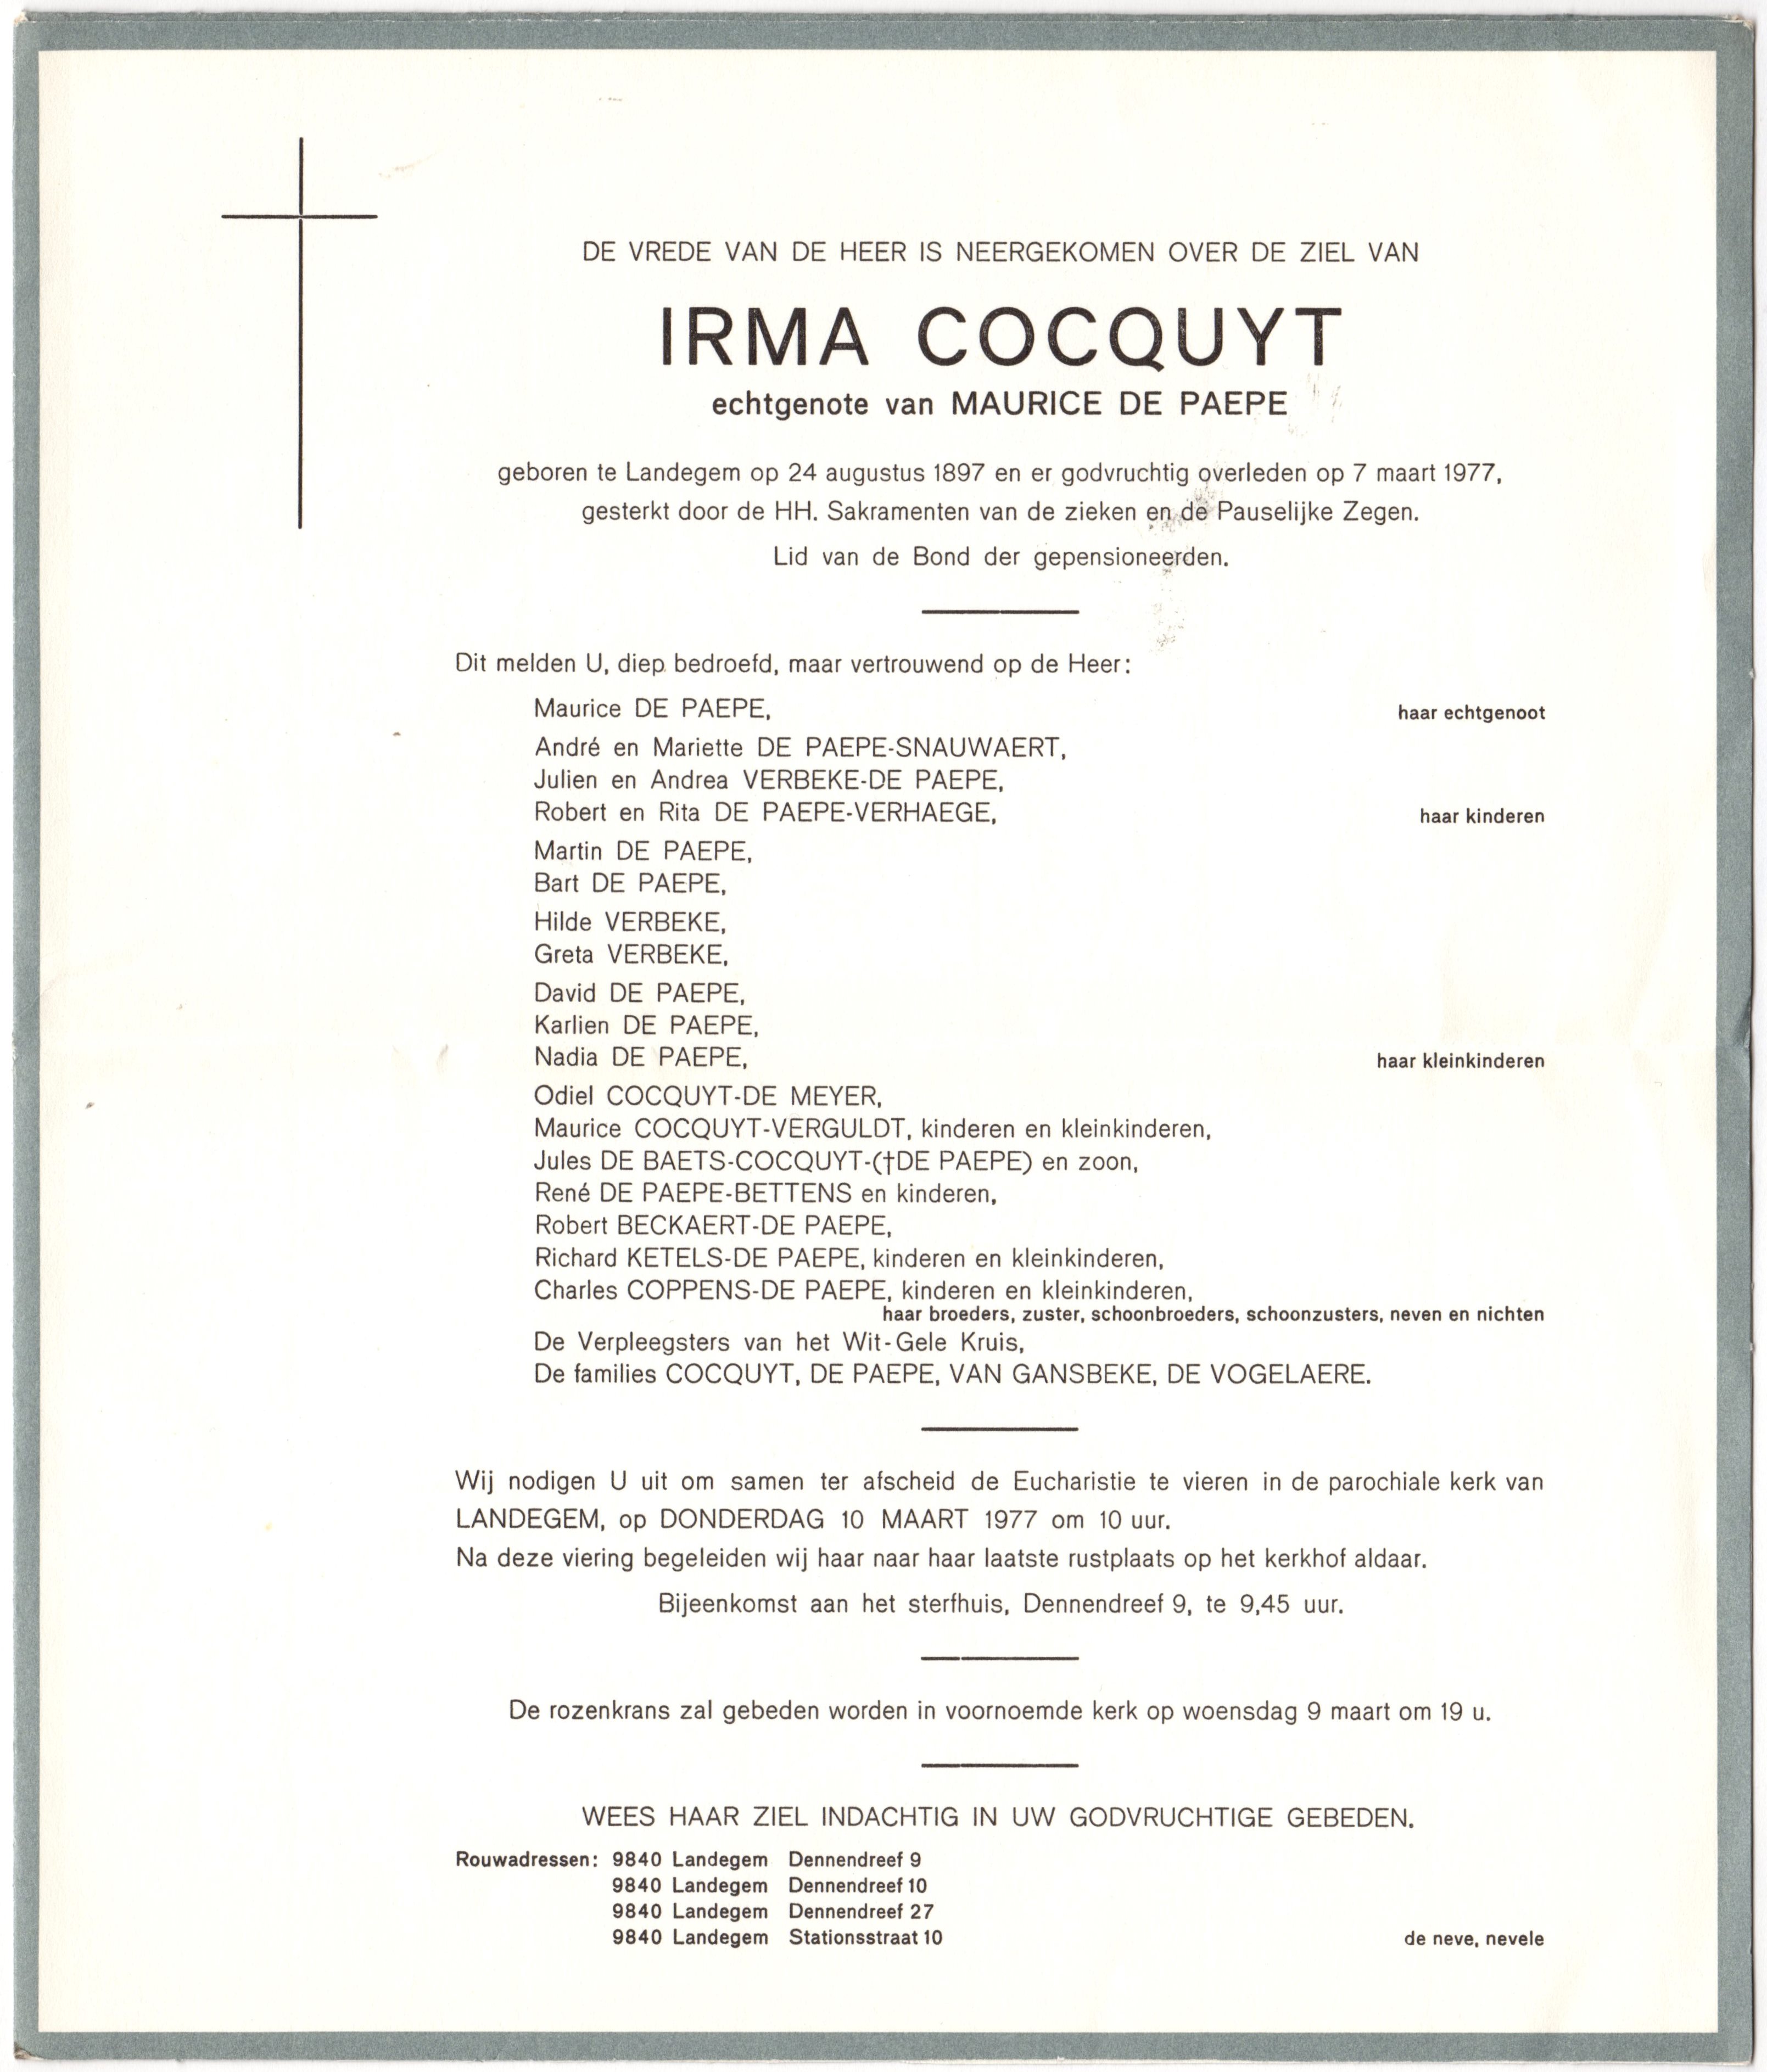 DE VREDE VAN DE HEER IS NEERGEKOMEN OVER DE ZIEL VAN
IRMA COCQUYT
echtgenote van MAURICE DE PAEPE
geboren te Landegem op 24 augustus 1897 en er godvruchtig overleden op 7 maart 1977,
gesterkt door de HH. Sakramenten van de zieken en de Pauselijke Zegen.
Lid van de Bond der gepensioneerden.
Dit melden U, diep bedroefd, maar vertrouwend op de Heer:
Maurice DE PAEPE, haar echtgenoot
André en Mariette DE PAEPE-SNAUWAERT,
Julien en Andrea VERBEKE-DE PAEPE,
Robert en Rita DE PAEPE-VERHAEGE, haar kinderen
Martin DE PAEPE,
Bart DE PAEPE,
Hilde VERBEKE,
Greta VERBEKE,
David DE PAEPE,
Karlien DE PAEPE,
Nadia DE PAEPE, haar kleinkinderen
Odiel COCQUYT-DE MEYER,
Maurice COCQUYT-VERGULDT, kinderen en kleinkinderen,
Jules DE BAETS-COCQUYT-(†DE PAEPE) en zoon,
René DE PAEPE-BETTENS en kinderen,
Robert BECKAERT-DE PAEPE,
Richard KETELS-DE PAEPE, kinderen en kleinkinderen,
Charles COPPENS-DE PAEPE, kinderen en kleinkinderen,
haar broeders, zuster, schoonbroeders, schoonzusters, neven en nichten
De Verpleegsters van het Wit-Gele Kruis,
De families COCQUYT, DE PAEPE, VAN GANSBEKE, DE VOGELAERE.
Wij nodigen U uit om samen ter afscheid de Eucharistie te vieren in de parochiale kerk van
LANDEGEM, op DONDERDAG 10 MAART 1977 om 10 uur.
Na deze viering begeleiden wij haar naar haar laatste rustplaats op het kerkhof aldaar.
Bijeenkomst aan het sterfhuis, Dennendreef 9, te 9,45 uur.
De rozenkrans zal gebeden worden in voornoemde kerk op woensdag 9 maart om 19 u.
WEES HAAR ZIEL INDACHTIG IN UW GODVRUCHTIGE GEBEDEN.
Rouwadressen: 9840 Landegem Dennendreef 9
9840 Landegem Dennendreef 10
9840 Landegem Dennendreef 27
9840 Landegem Stationsstraat 10 de neve, nevele